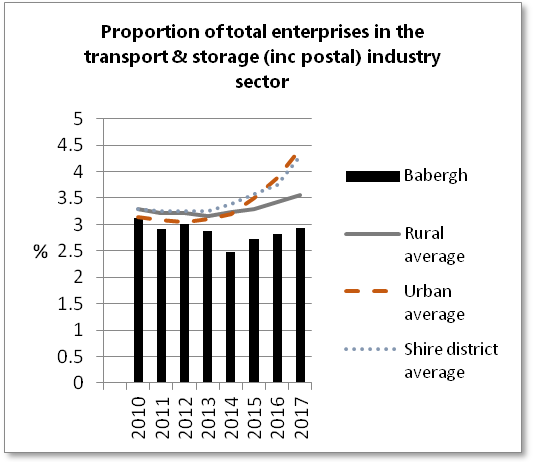 Proportion of total enterprises in the
transport & storage (inc postal) industry
sector
5
4.5
4
3.5
3
2.5
2
1.5
1
0.5
0
%
2010
2011
2012
2013
2014
2015
2016
2017
Babergh
Rural
average
Urban
average
Shire district
average